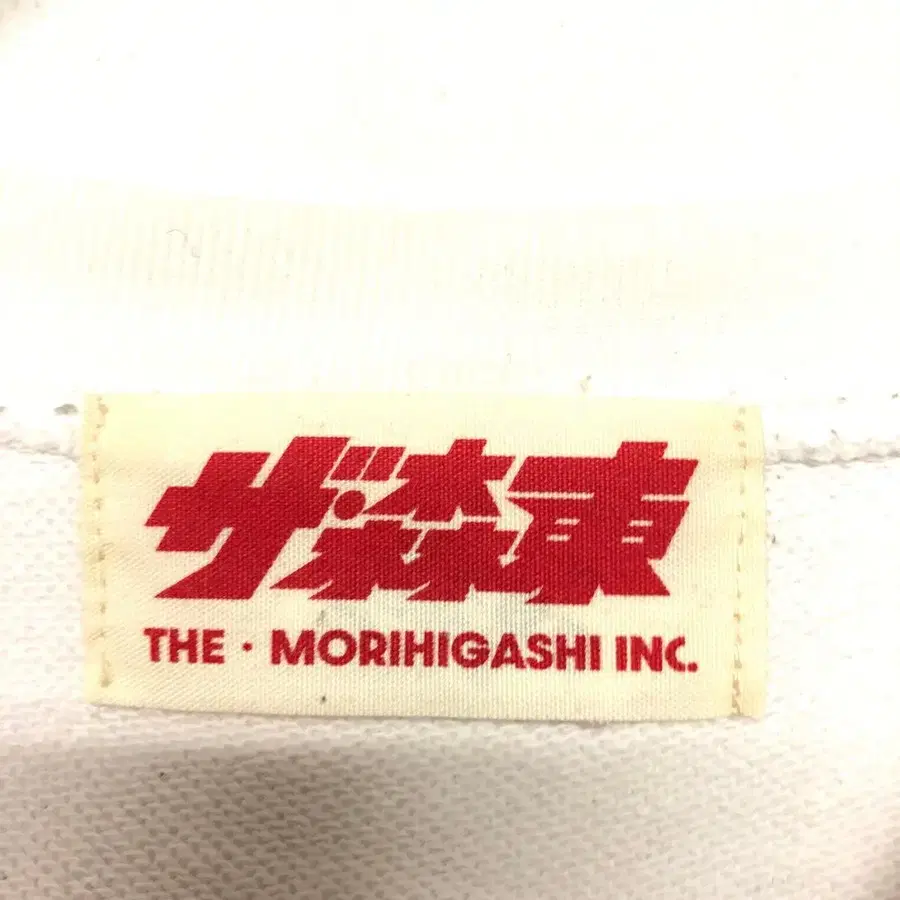 ザ・森東
THE · MORIHIGASHI INC.